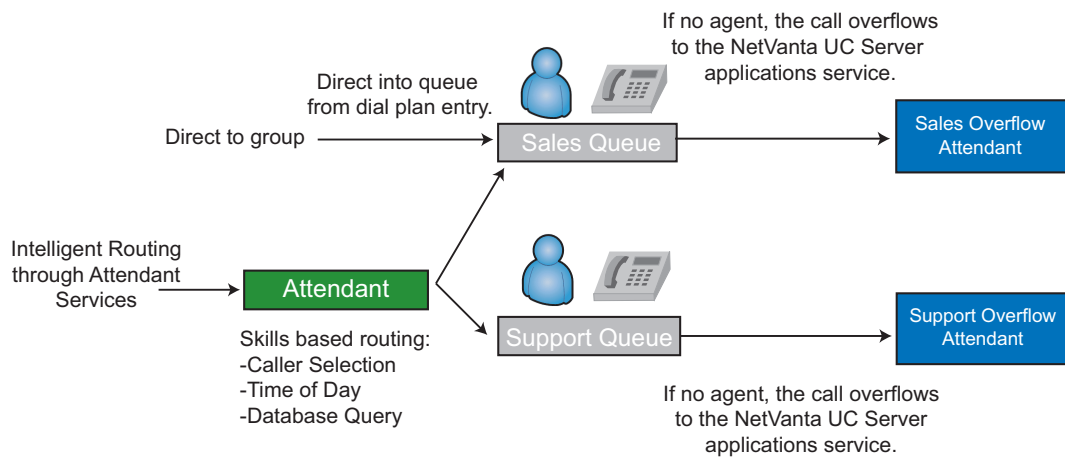 If no agent, the call overflows
to the NetVanta UC Server
applications service.
Direct into queue
from dial plan entry.
Direct to group
Sales Queue
Sales Overflow
Attendant
Intelligent Routing
through Attendant
Services
Attendant
Skills based routing:
-Caller Selection
-Time of Day
-Database Query
Support Queue
Support Overflow
Attendant
If no agent, the call overflows
to the NetVanta UC Server
applications service.